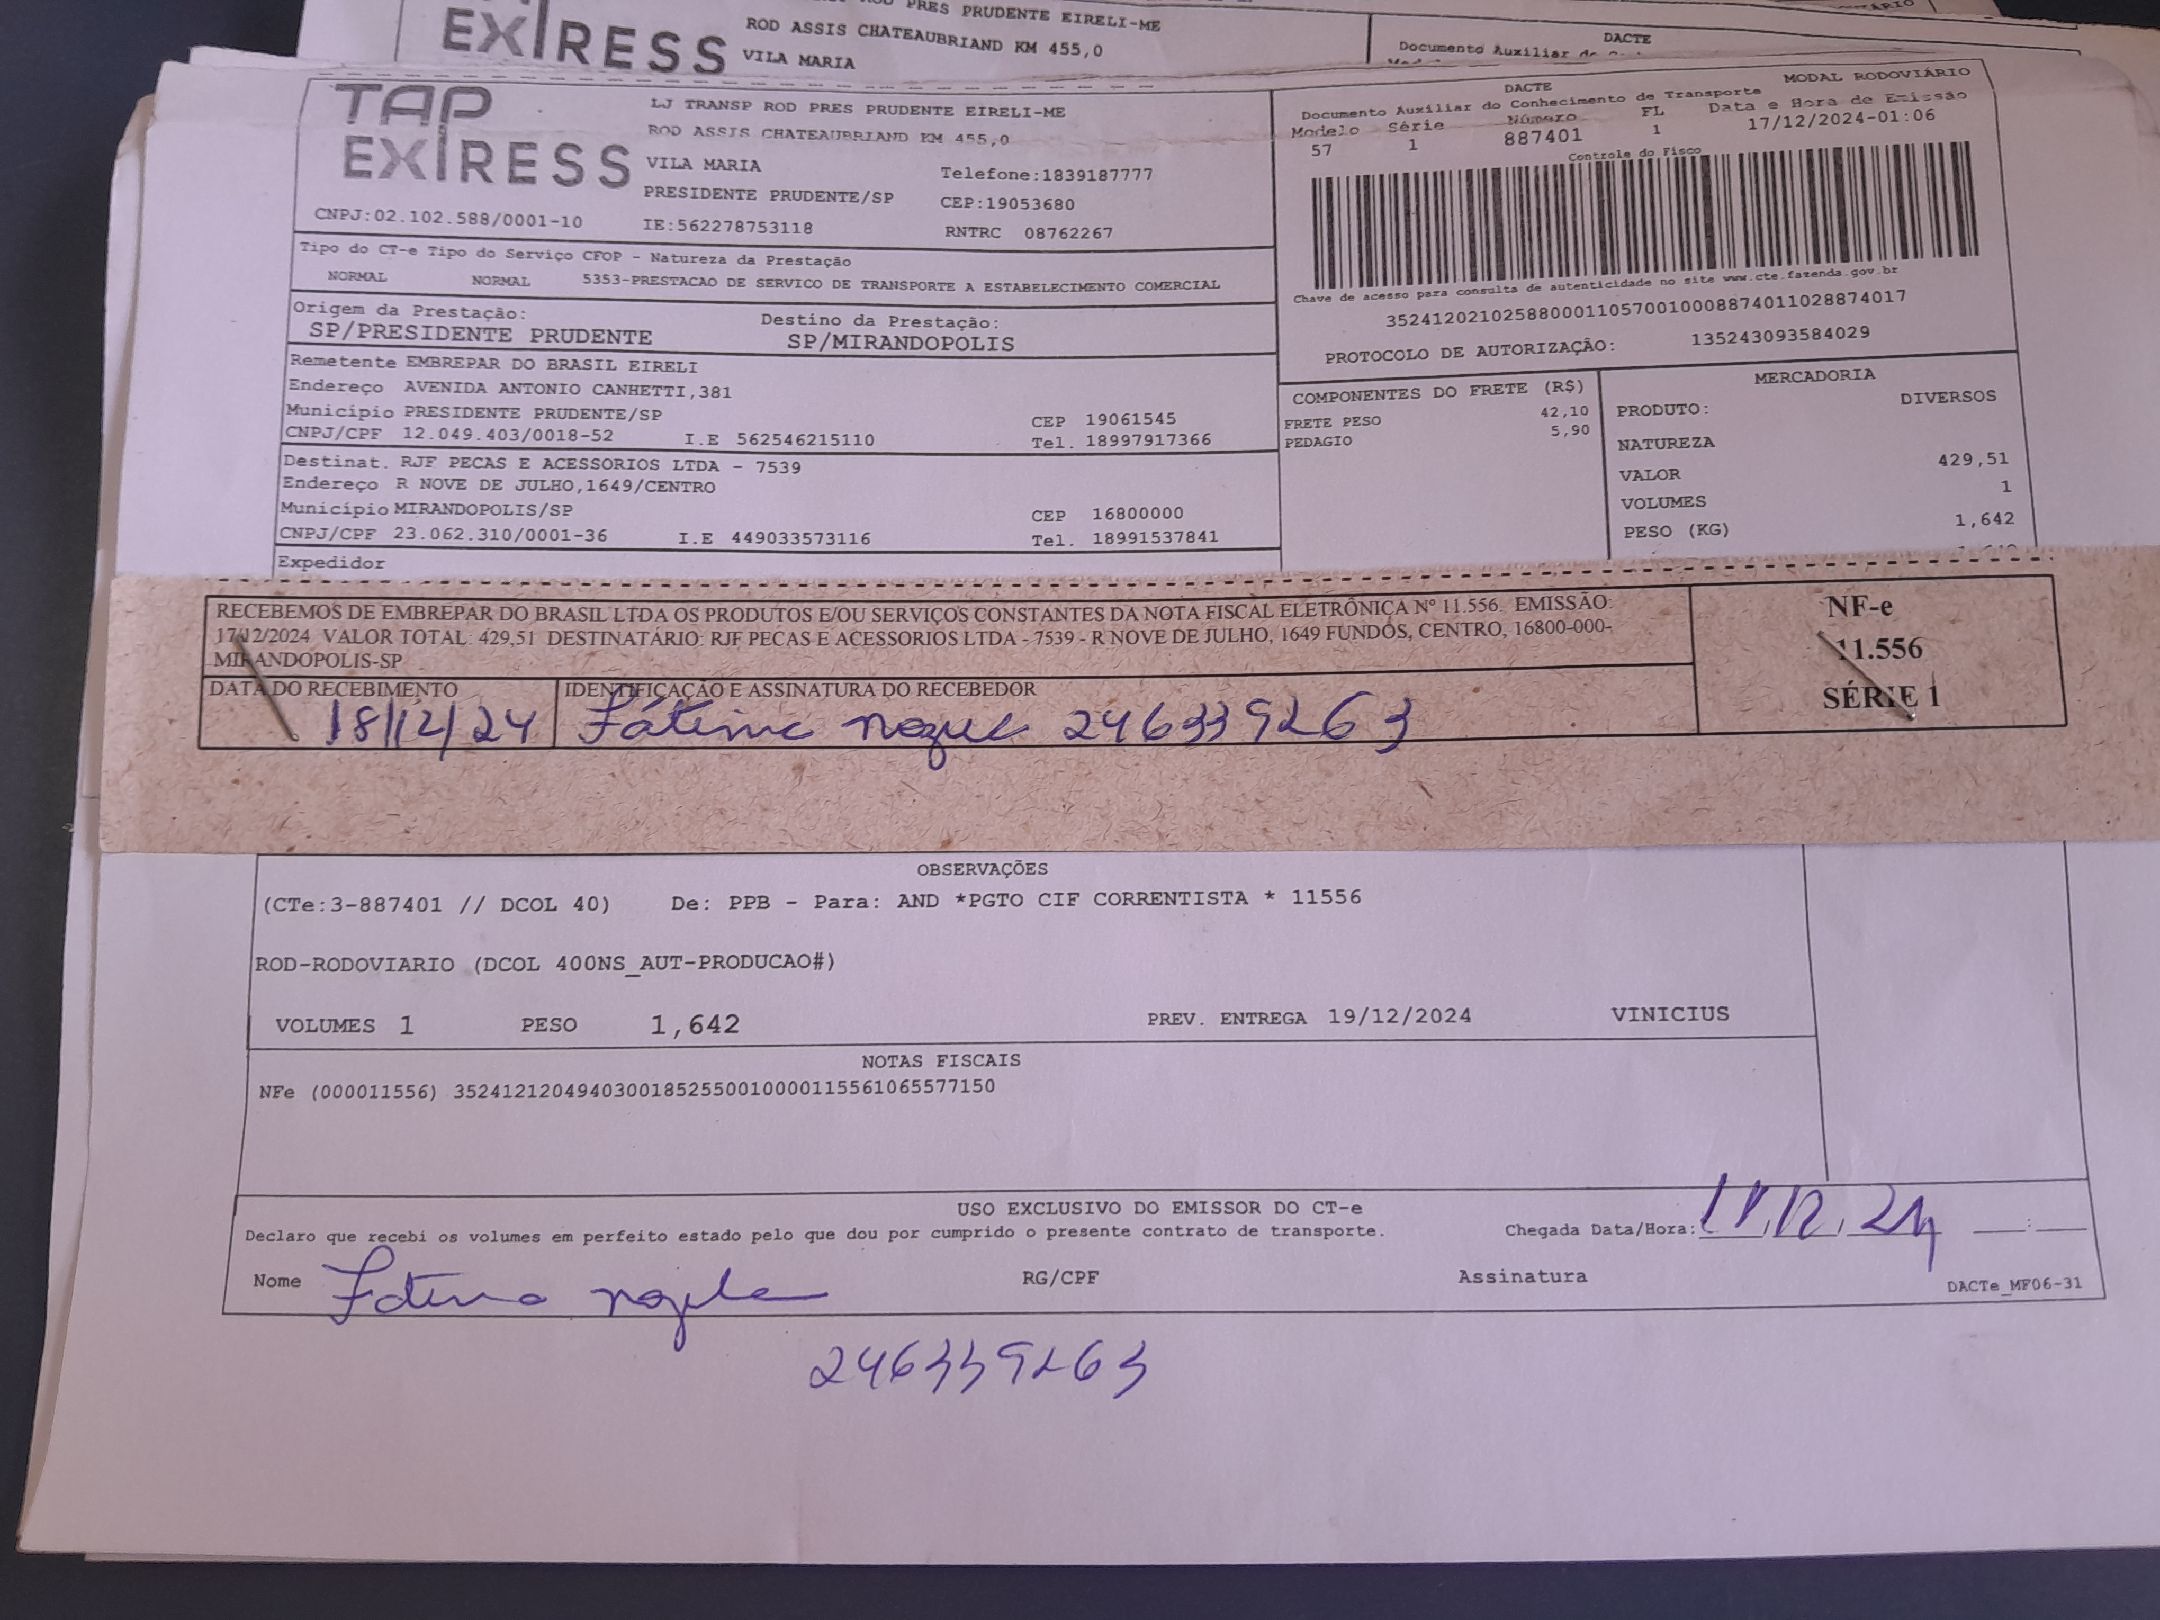 PRES PRUDENTE EIRELI-ME
EXPRESS
ROD ASSIS CHATEAUBRIAND KM 455,0
VILA MARIA
DACTE
Documento Auxiliar do
TAP
EXPRESS
LJ TRANSP ROD PRES PRUDENTE EIRELI-ME
ROD ASSIS CHATEAUBRIAND KM 455,0
VILA MARIA
Telefone:1839187777
PRESIDENTE PRUDENTE/SP
CEP:19053680
CNPJ:02.102.588/0001-10
IE:562278753118
RNTRC 08762267
DACTE
MODAL RODOVIÁRIO
Documento Auxiliar do Conhecimento de Transporte
Modelo Série Número FL Data e Hora de Emissão
57 1 887401 1 17/12/2024-01:06
Controle do Fisco
Chave de acesso para consulta de autenticidade no site www.cte.fazenda.gov.br
35241202102588000110570010008874011028874017
PROTOCOLO DE AUTORIZAÇÃO: 135243093584029
Tipo do CT-e Tipo do Serviço CFOP - Natureza da Prestação
NORMAL NORMAL 5353-PRESTACAO DE SERVICO DE TRANSPORTE A ESTABELECIMENTO COMERCIAL
Origem da Prestação: Destino da Prestação:
SP/PRESIDENTE PRUDENTE SP/MIRANDOPOLIS
Remetente EMBREPAR DO BRASIL EIRELI
Endereço AVENIDA ANTONIO CANHETTI,381
Município PRESIDENTE PRUDENTE/SP CEP 19061545
CNPJ/CPF 12.049.403/0018-52 I.E 562546215110 Tel. 18997917366
Destinat. RJF PECAS E ACESSORIOS LTDA - 7539
Endereço R NOVE DE JULHO,1649/CENTRO
Município MIRANDOPOLIS/SP CEP 16800000
CNPJ/CPF 23.062.310/0001-36 I.E 449033573116 Tel. 18991537841
Expedidor
COMPONENTES DO FRETE (R$)
FRETE PESO 42,10
PEDAGIO 5,90
MERCADORIA
PRODUTO: DIVERSOS
NATUREZA
VALOR 429,51
VOLUMES 1
PESO (KG) 1,642
RECEBEMOS DE EMBREPAR DO BRASIL LTDA OS PRODUTOS E/OU SERVIÇOS CONSTANTES DA NOTA FISCAL ELETRÔNICA Nº 11.556. EMISSÃO:
17/12/2024 VALOR TOTAL: 429,51 DESTINATÁRIO: RJF PECAS E ACESSORIOS LTDA - 7539 - R NOVE DE JULHO, 1649 FUNDOS, CENTRO, 16800-000-
MIRANDOPOLIS-SP
NF-e
11.556
SÉRIE 1
DATA DO RECEBIMENTO
18/12/24
IDENTIFICAÇÃO E ASSINATURA DO RECEBEDOR
Fátima 246339263
OBSERVAÇÕES
(CTe:3-887401 // DCOL 40) De: PPB - Para: AND *PGTO CIF CORRENTISTA * 11556
ROD-RODOVIARIO (DCOL 400NS_AUT-PRODUCAO#)
VOLUMES 1 PESO 1,642 PREV. ENTREGA 19/12/2024 VINICIUS
NOTAS FISCAIS
NFe (000011556) 35241212049403001852550010000115561065577150
USO EXCLUSIVO DO EMISSOR DO CT-e
Declaro que recebi os volumes em perfeito estado pelo que dou por cumprido o presente contrato de transporte.
Chegada Data/Hora: 18/12/24
Nome Fatima RG/CPF Assinatura
DACTe_MF06-31
246339263